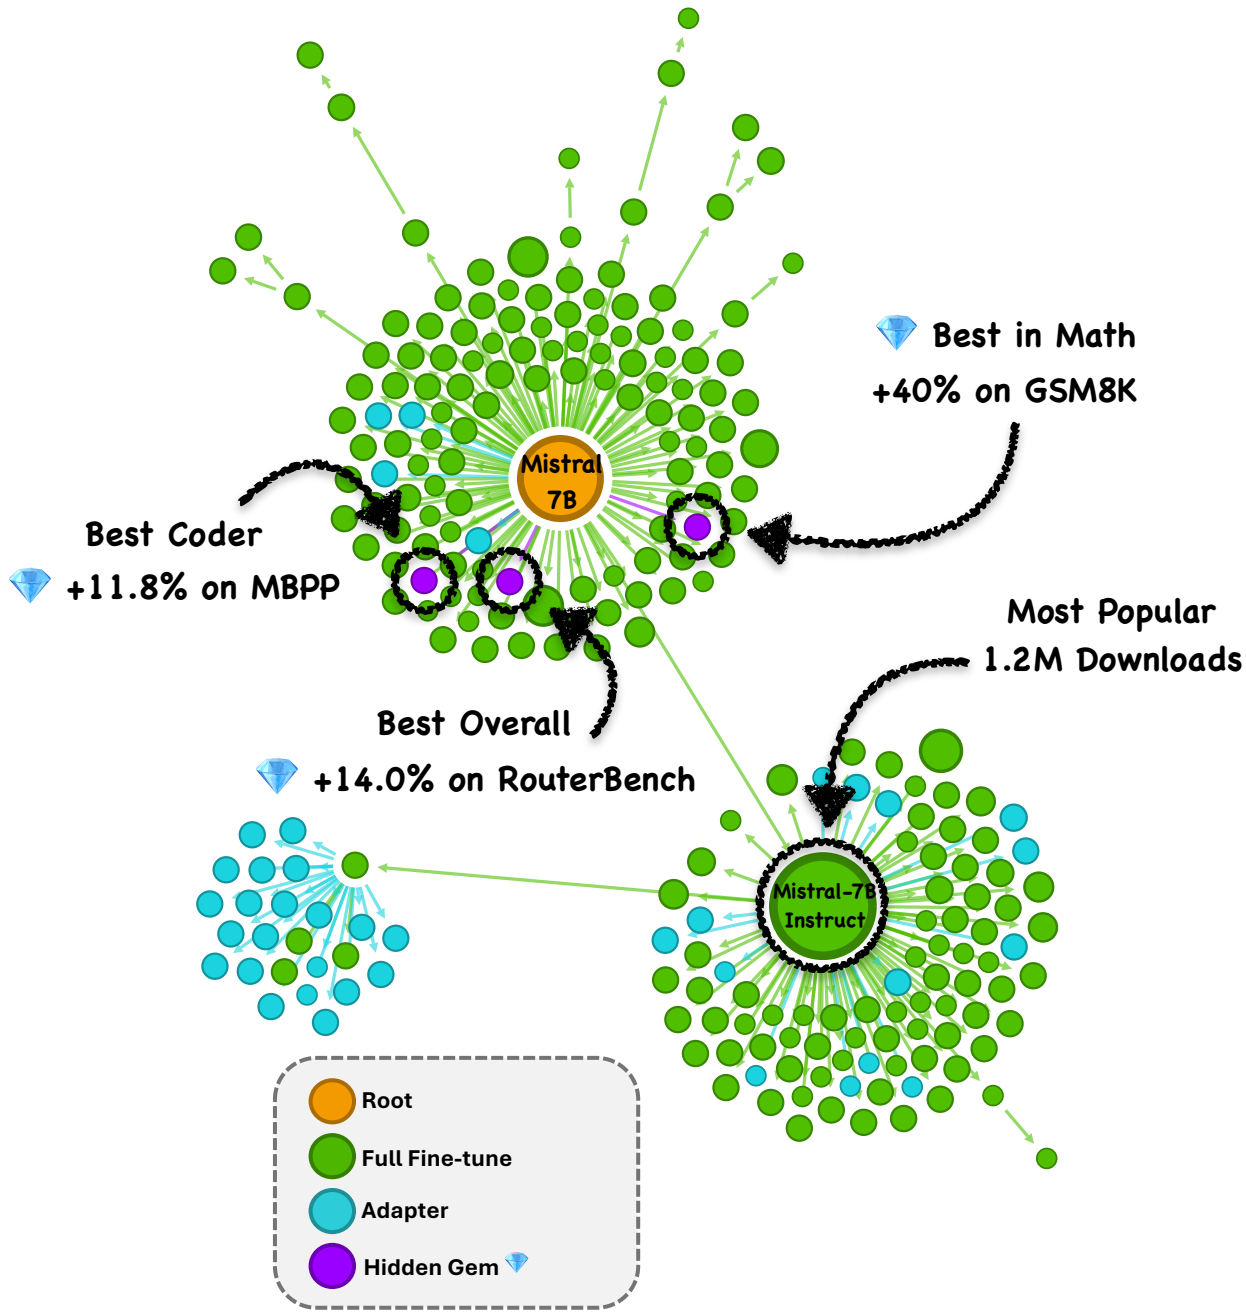 Best in Math
+40% on GSM8K
Mistral
7B
Best Coder
+11.8% on MBPP
Most Popular
1.2M Downloads
Best Overall
+14.0% on RouterBench
Mistral-7B
Instruct
Root
Full Fine-tune
Adapter
Hidden Gem